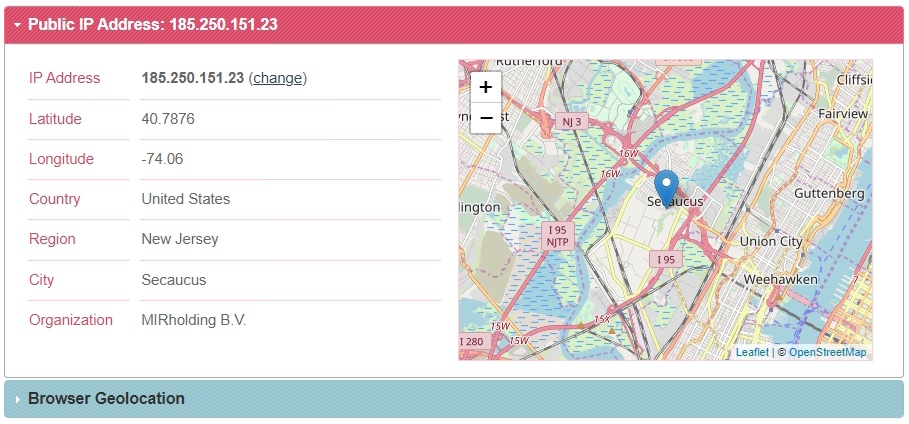 Public IP Address: 185.250.151.23
IP Address 185.250.151.23 (change)
Latitude 40.7876
Longitude -74.06
Country United States
Region New Jersey
City Secaucus
Organization MIRholding B.V.
+
−
Rutherford
Cliffsi
NJ 3
Fairview
16W
16W
Secaucus
Guttenberg
lington
I 95
NJTP
Union City
I 95
Weehawken
15X
15W
I 280
15W
Leaflet | © OpenStreetMap
Browser Geolocation